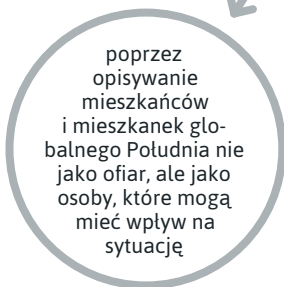 poprzez
opisywanie
mieszkańców
i mieszkanek glo-
balnego Południa nie
jako ofiar, ale jako
osoby, które mogą
mieć wpływ na
sytuację